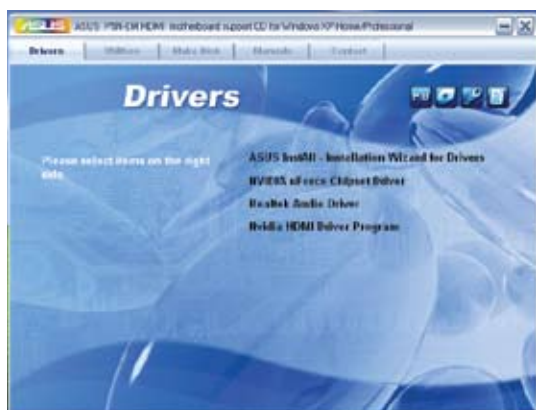 ASUS P5N-EM HDMI motherboard support CD for Windows XP Home/Professional
Drivers Utilities Make Disk Manuals Contact
Drivers
Please select items on the right side.
ASUS InstAll - Installation Wizard for Drivers
NVIDIA nForce Chipset Driver
Realtek Audio Driver
Nvidia HDMI Driver Program